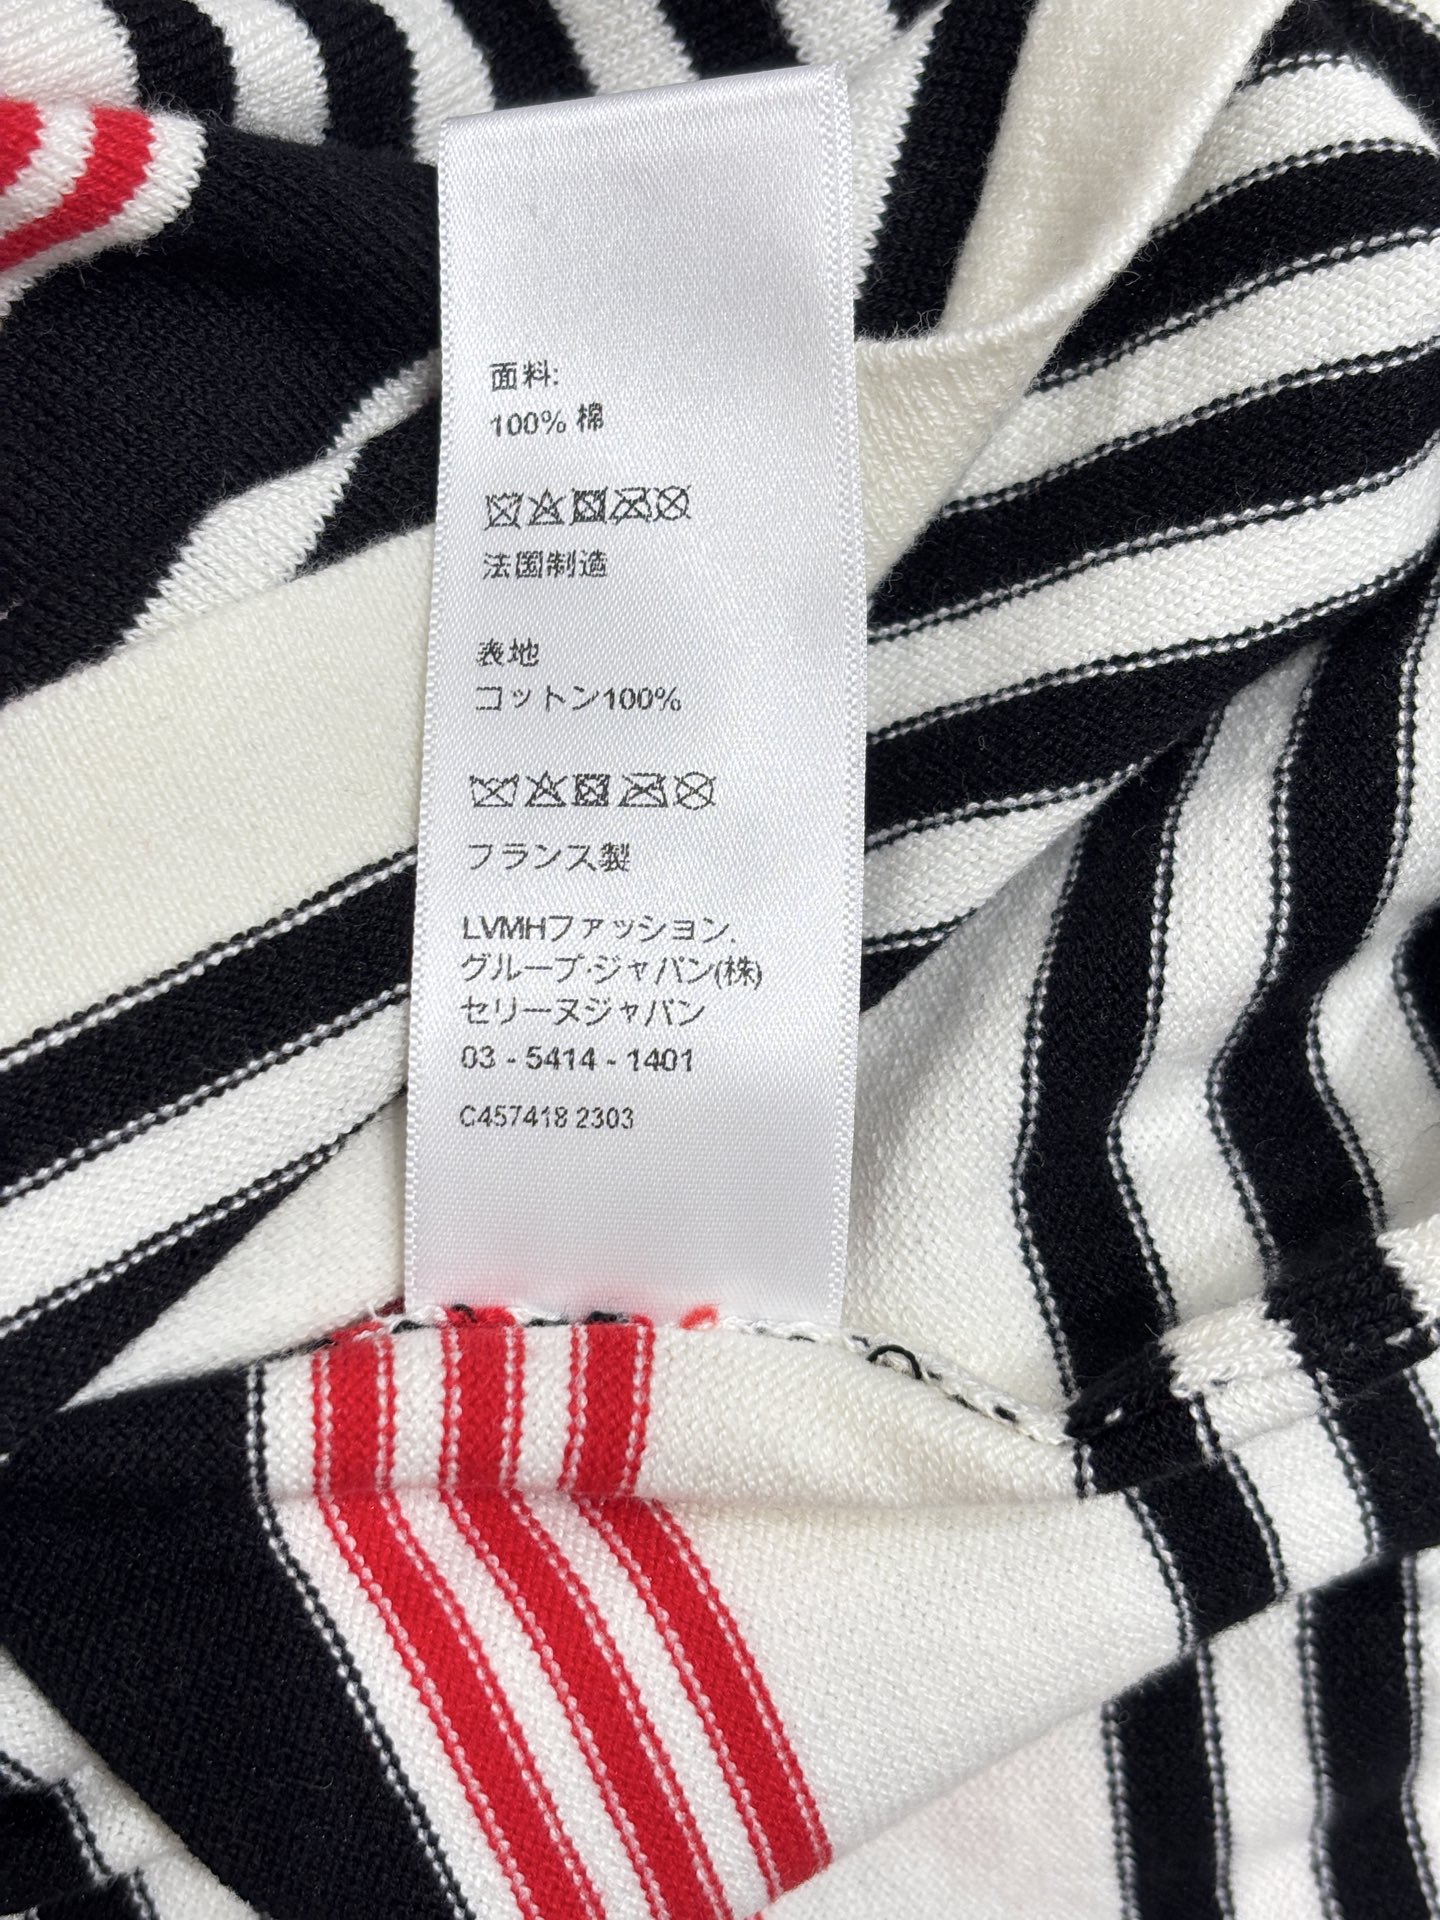 面料:
100% 棉
法国制造
表地
コットン100%
フランス製
LVMHファッション.
グループ·ジャパン(株)
セリーヌジャパン
03 - 5414 - 1401
C457418 2303